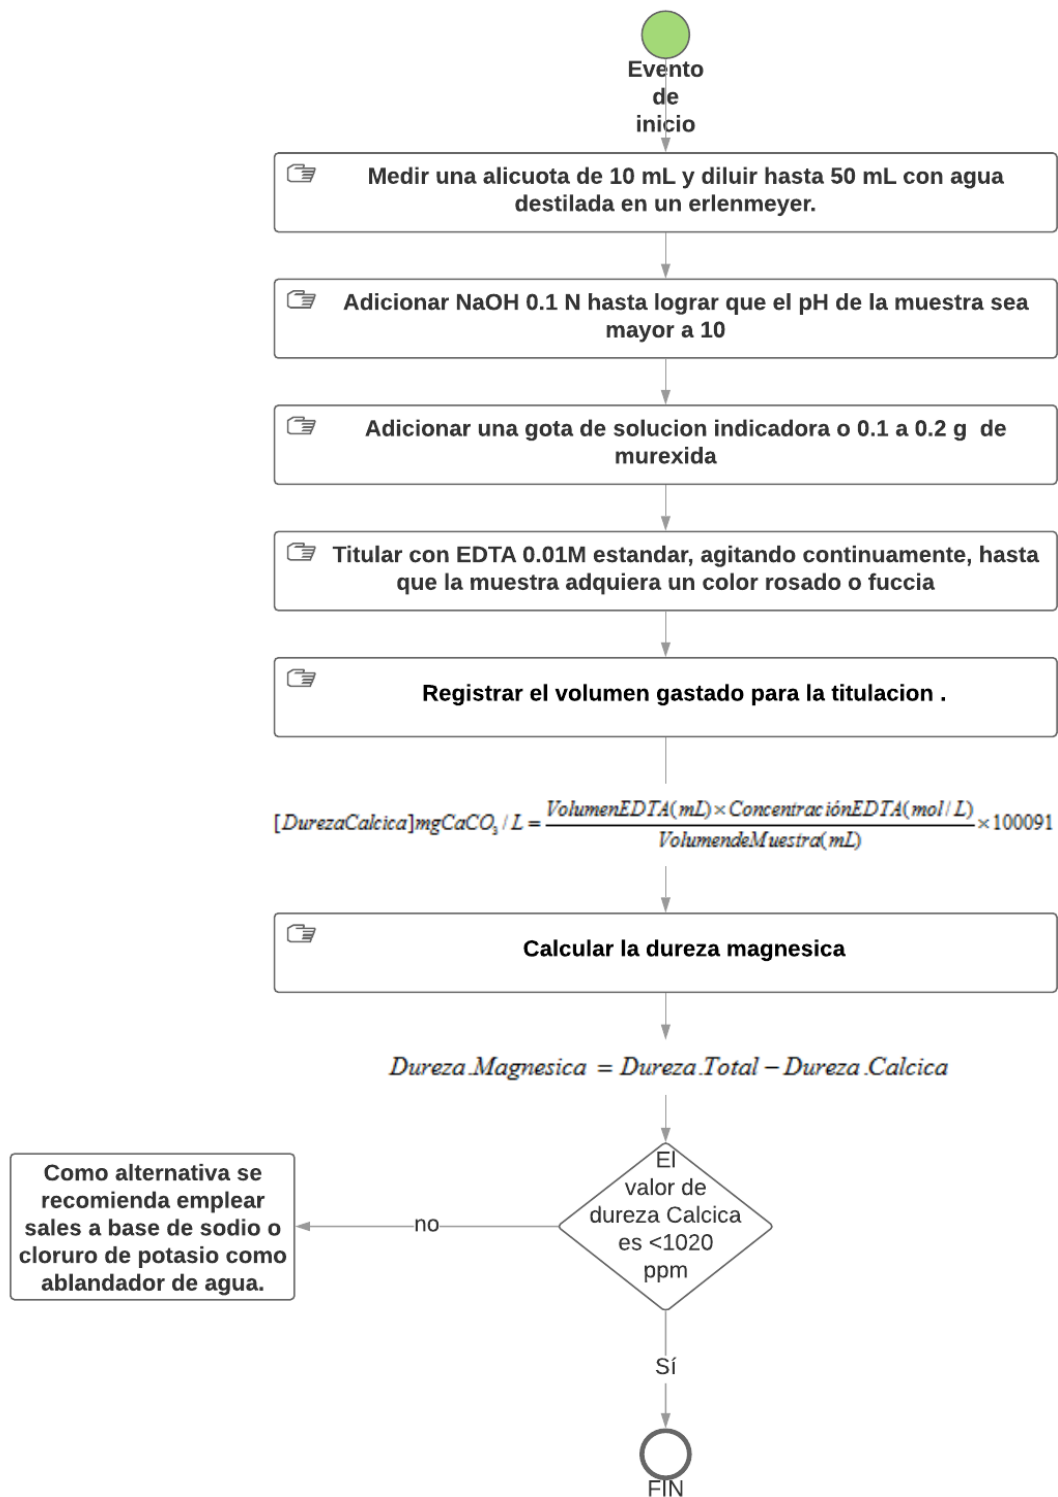 Evento
de
inicio
Medir una alicuota de 10 mL y diluir hasta 50 mL con agua
destilada en un erlenmeyer.
Adicionar NaOH 0.1 N hasta lograr que el pH de la muestra sea
mayor a 10
Adicionar una gota de solucion indicadora o 0.1 a 0.2 g de
murexida
Titular con EDTA 0.01M estandar, agitando continuamente, hasta
que la muestra adquiera un color rosado o fuccia
Registrar el volumen gastado para la titulacion .
[DurezaCalcica]mgCaCO₃ / L = VolumenEDTA(mL)×ConcentraciónEDTA(mol / L) / VolumendeMuestra(mL) ×100091
Calcular la dureza magnesica
Dureza.Magnesica = Dureza.Total − Dureza.Calcica
El
valor de
dureza Calcica
es <1020
ppm
no
Como alternativa se
recomienda emplear
sales a base de sodio o
cloruro de potasio como
ablandador de agua.
Sí
FIN